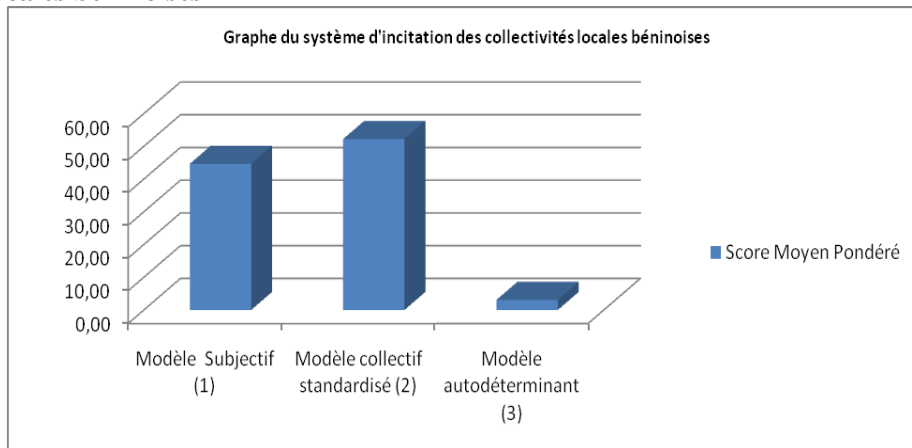 Graphe du système d'incitation des collectivités locales béninoises
60,00
50,00
40,00
30,00
20,00
10,00
0,00
Modèle Subjectif
(1)
Modèle collectif
standardisé (2)
Modèle
autodéterminant
(3)
Score Moyen Pondéré